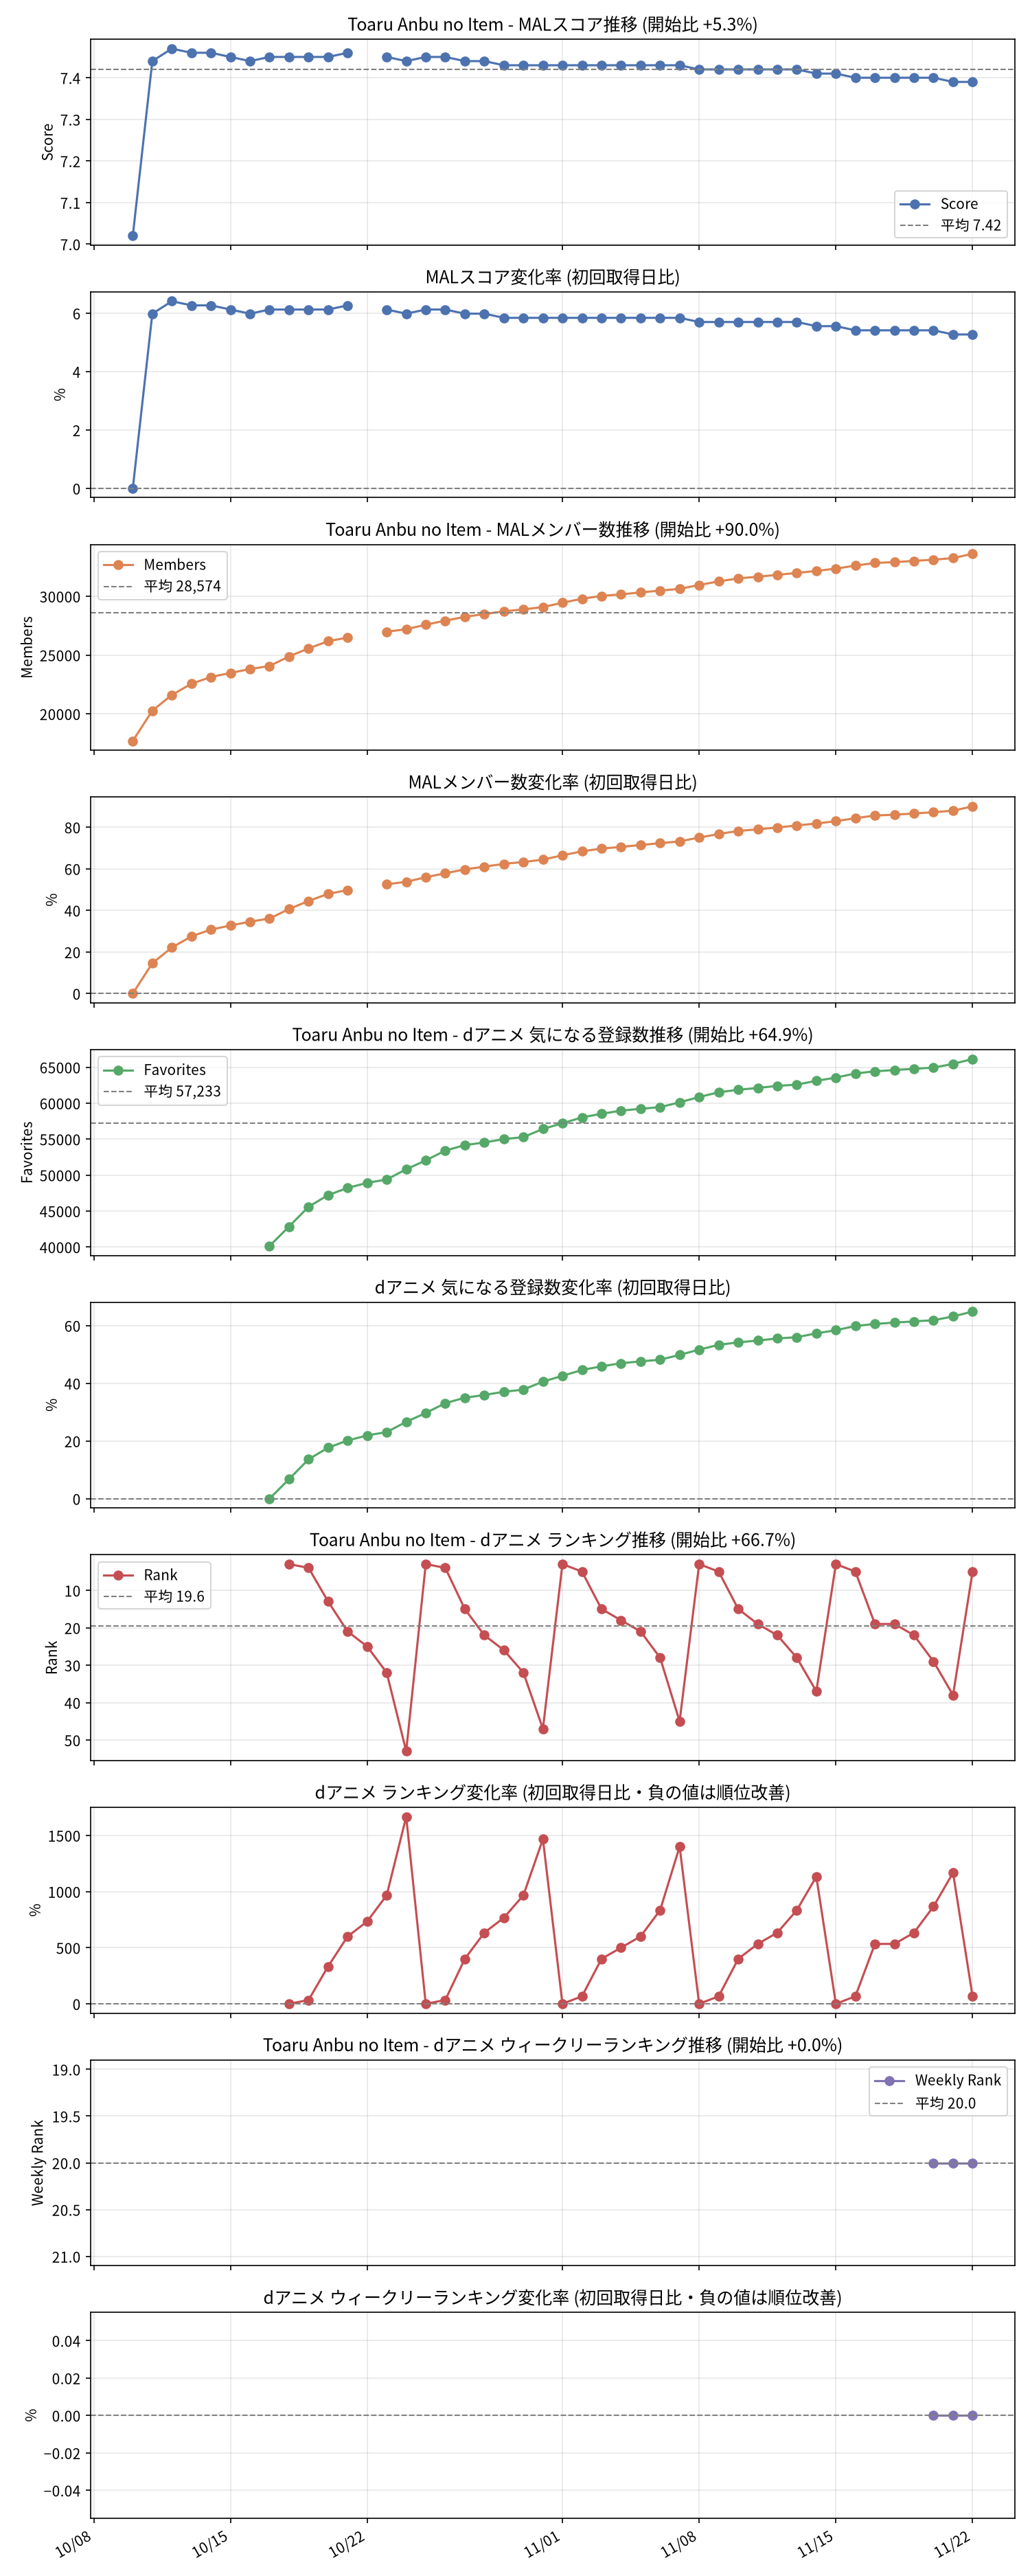 Toaru Anbu no Item - MALスコア推移 (開始比 +5.3%)
7.4
7.3
7.2
7.1
7.0
Score
Score
平均 7.42
MALスコア変化率 (初回取得日比)
6
4
2
0
%
Toaru Anbu no Item - MALメンバー数推移 (開始比 +90.0%)
Members
平均 28,574
30000
25000
20000
Members
MALメンバー数変化率 (初回取得日比)
80
60
40
20
0
%
Toaru Anbu no Item - dアニメ 気になる登録数推移 (開始比 +64.9%)
Favorites
平均 57,233
65000
60000
55000
50000
45000
40000
Favorites
dアニメ 気になる登録数変化率 (初回取得日比)
60
40
20
0
%
Toaru Anbu no Item - dアニメ ランキング推移 (開始比 +66.7%)
Rank
平均 19.6
10
20
30
40
50
Rank
dアニメ ランキング変化率 (初回取得日比・負の値は順位改善)
1500
1000
500
0
%
Toaru Anbu no Item - dアニメ ウィークリーランキング推移 (開始比 +0.0%)
Weekly Rank
平均 20.0
19.0
19.5
20.0
20.5
21.0
Weekly Rank
dアニメ ウィークリーランキング変化率 (初回取得日比・負の値は順位改善)
0.04
0.02
0.00
−0.02
−0.04
%
10/08
10/15
10/22
11/01
11/08
11/15
11/22